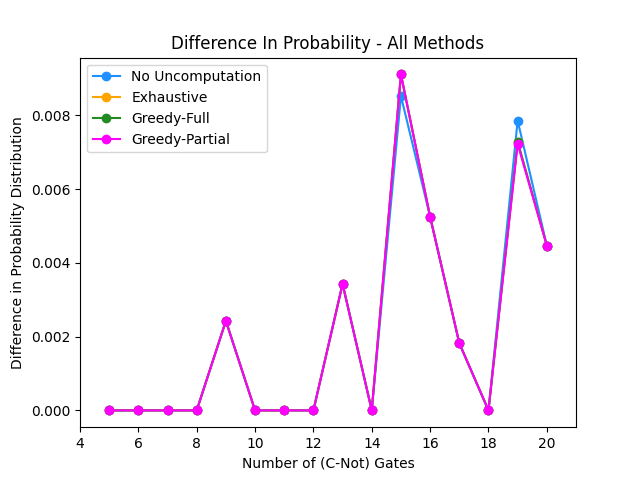 Difference In Probability - All Methods
No Uncomputation
Exhaustive
Greedy-Full
Greedy-Partial
Difference in Probability Distribution
0.008
0.006
0.004
0.002
0.000
4 6 8 10 12 14 16 18 20
Number of (C-Not) Gates